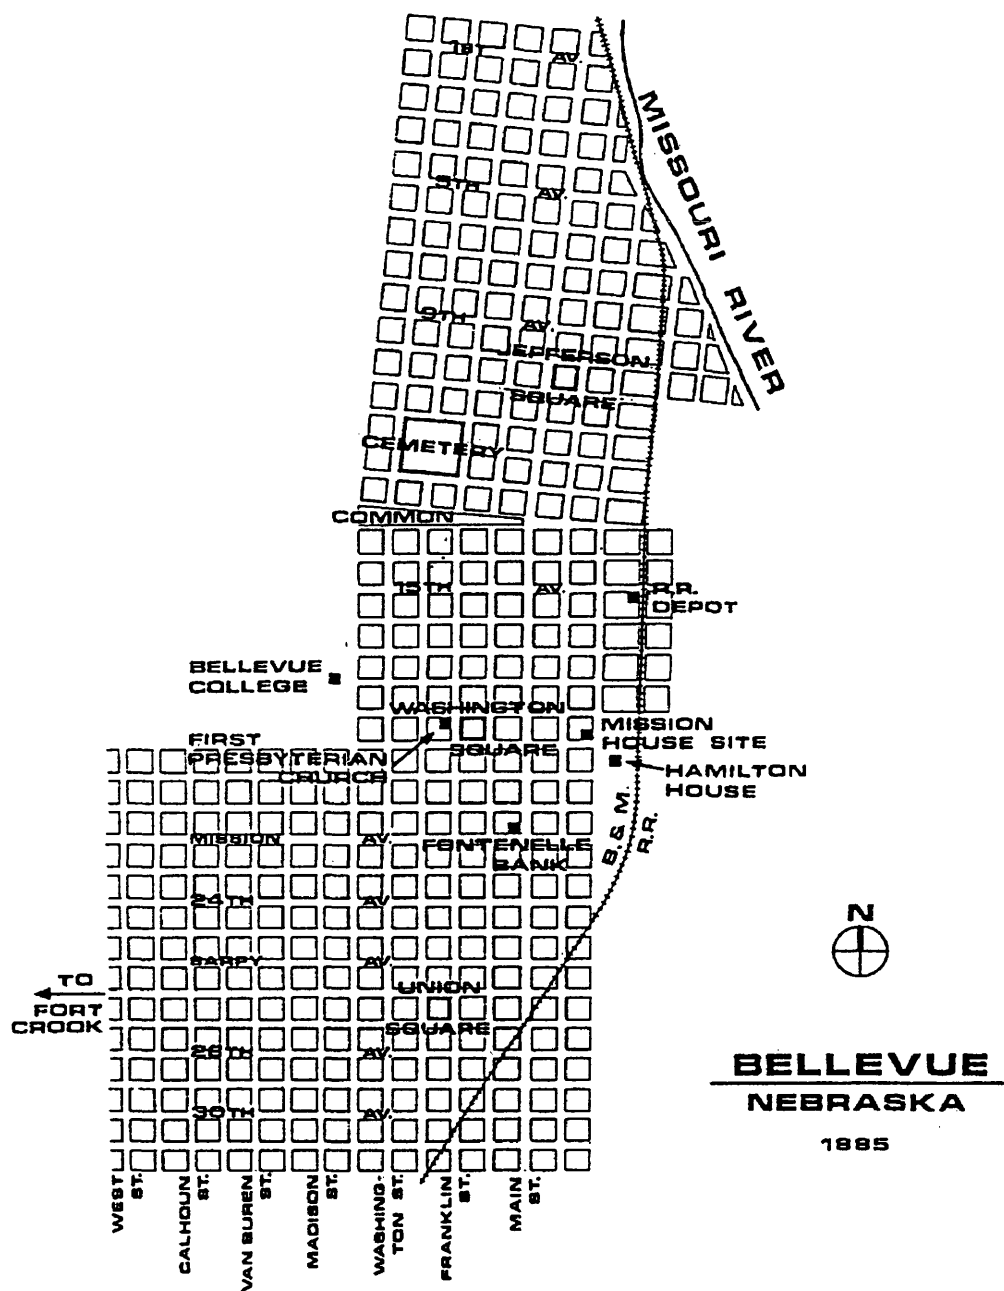 1ST AV.
MISSOURI RIVER
5TH AV.
9TH AV.
JEFFERSON
SQUARE
CEMETERY
COMMON
15TH AV.
R.R.
DEPOT
BELLEVUE
COLLEGE
WASHINGTON
SQUARE
MISSION
HOUSE SITE
FIRST
PRESBYTERIAN
CHURCH
HAMILTON
HOUSE
B. & M.
R.R.
MISSION AV.
FONTENELLE
BANK
24TH AV
SARPY AV.
UNION
SQUARE
TO
FORT
CROOK
N
28TH AV.
30TH AV.
BELLEVUE
NEBRASKA
1885
WEST
ST.
CALHOUN
ST.
VAN BUREN
ST.
MADISON
ST.
WASHING-
TON ST.
FRANKLIN
ST.
MAIN
ST.